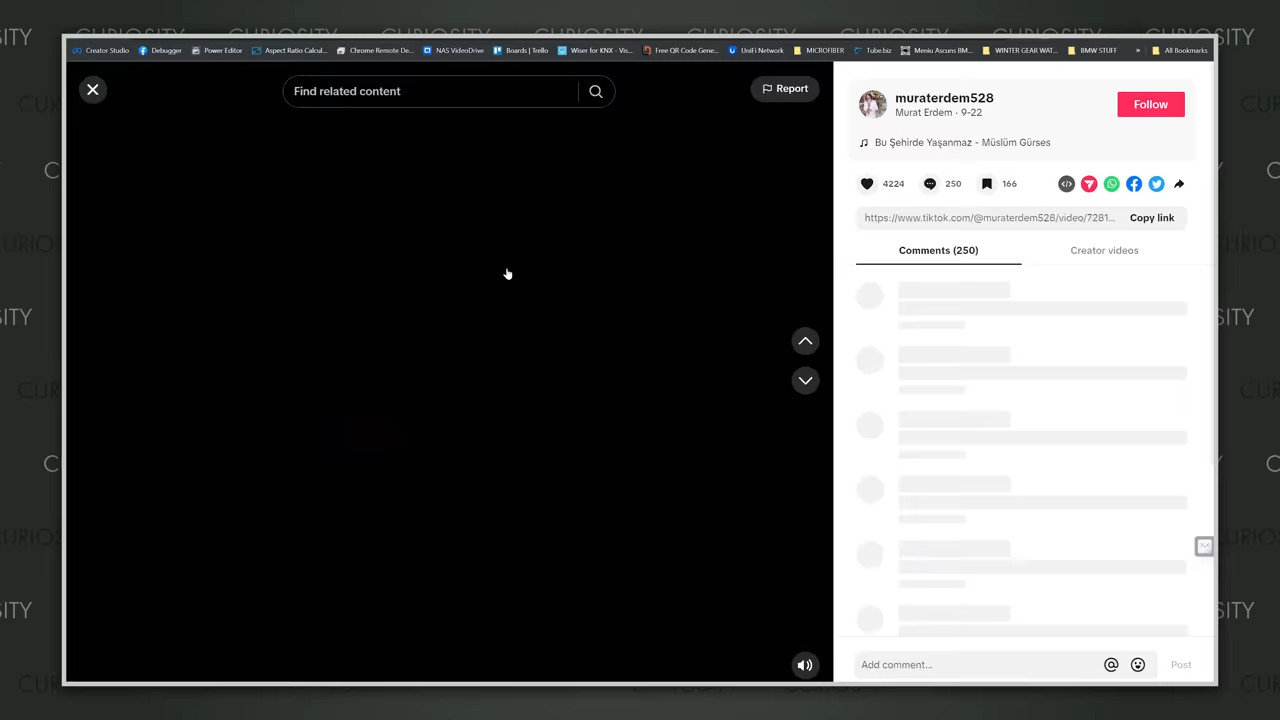 CURIOSITY
Creator Studio Debugger Power Editor Aspect Ratio Calcul... Chrome Remote De... NAS VideoDrive Boards | Trello Wiser for KNX - Vis... Free QR Code Gene... UniFi Network MICROFIBER Tube.biz Meniu Ascuns BM... WINTER GEAR WAT... BMW STUFF » All Bookmarks
Find related content
Report
muraterdem528
Murat Erdem · 9-22
Follow
Bu Şehirde Yaşanmaz - Müslüm Gürses
4224 250 166
https://www.tiktok.com/@muraterdem528/video/7281... Copy link
Comments (250) Creator videos
Add comment... Post